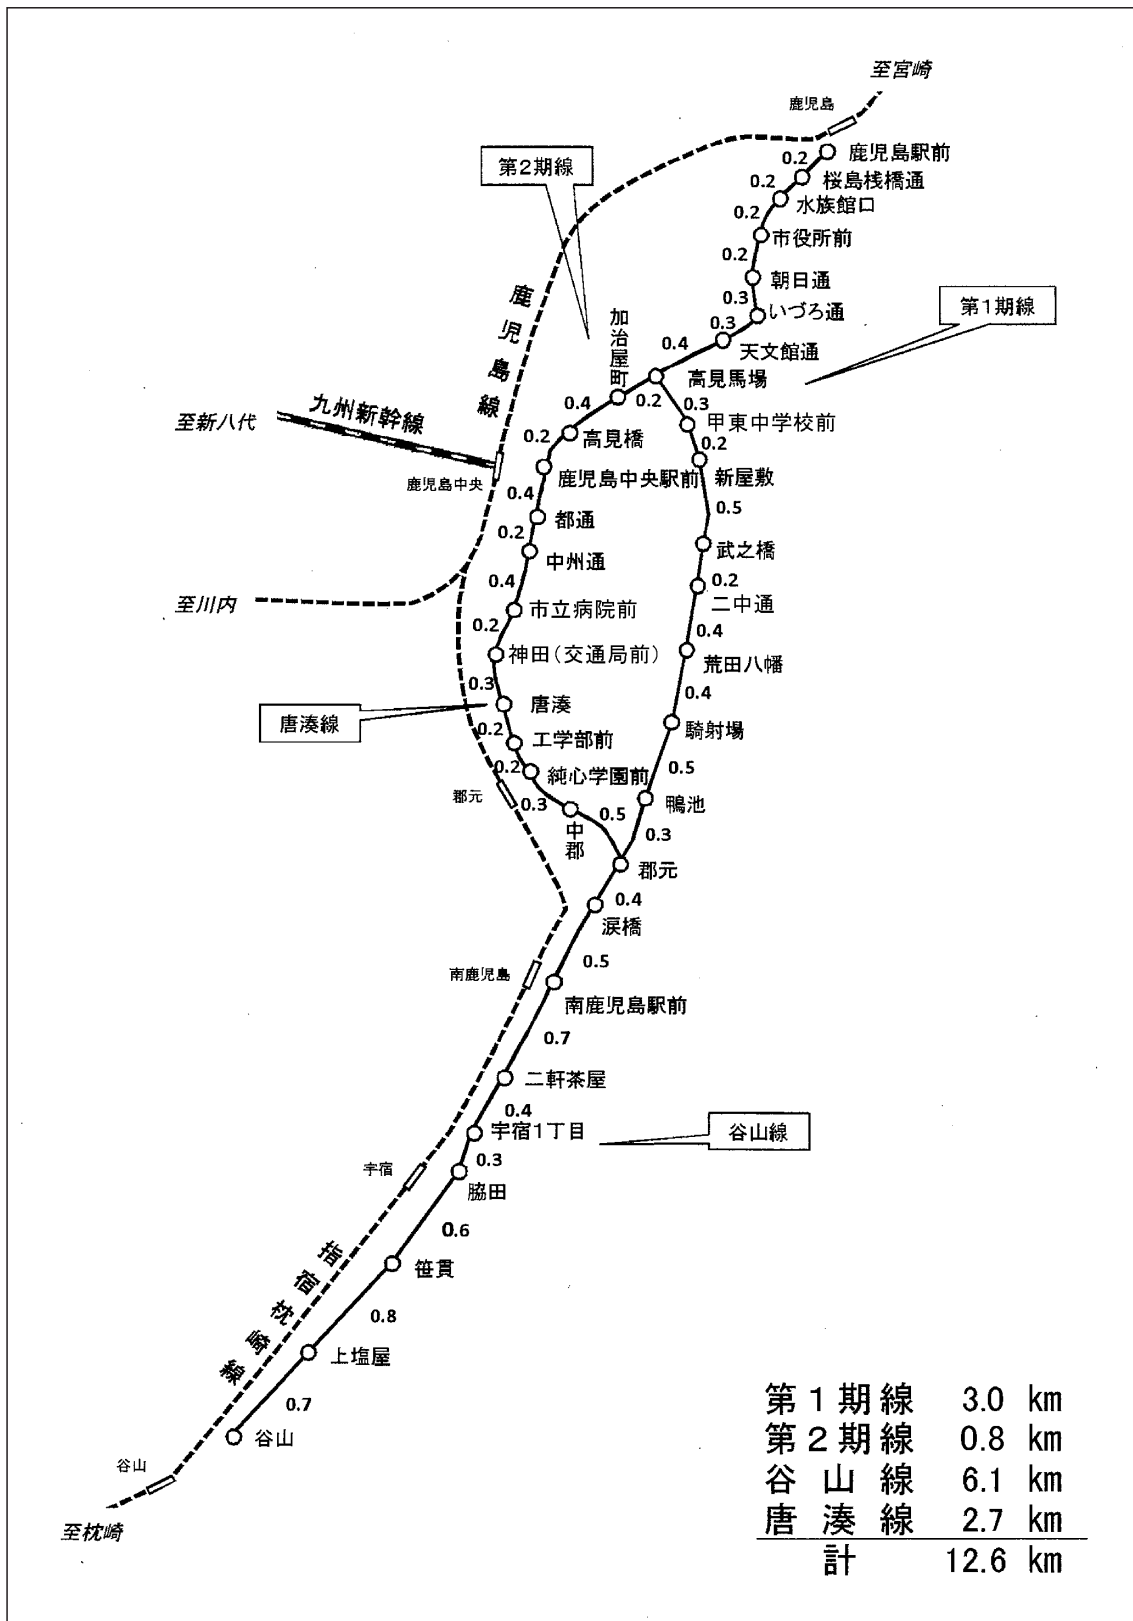 至宮崎
鹿児島
鹿児島駅前
0.2
桜島桟橋通
0.2
水族館口
0.2
市役所前
0.2
朝日通
0.3
いづろ通
0.3
天文館通
0.4
高見馬場
第2期線
第1期線
鹿児島線
加治屋町
0.2
0.4
高見橋
0.2
鹿児島中央駅前
0.4
都通
0.2
中州通
0.4
市立病院前
0.2
神田(交通局前)
0.3
唐湊
0.2
工学部前
0.2
純心学園前
0.3
中郡
0.5
0.3
甲東中学校前
0.2
新屋敷
0.5
武之橋
0.2
二中通
0.4
荒田八幡
0.4
騎射場
0.5
鴨池
0.3
郡元
至新八代
九州新幹線
鹿児島中央
至川内
唐湊線
郡元
0.4
涙橋
0.5
南鹿児島
南鹿児島駅前
0.7
二軒茶屋
0.4
宇宿1丁目
谷山線
0.3
宇宿
脇田
0.6
笹貫
指宿枕崎線
0.8
上塩屋
0.7
谷山
谷山
至枕崎
第1期線 3.0 km
第2期線 0.8 km
谷山線 6.1 km
唐湊線 2.7 km
計 12.6 km